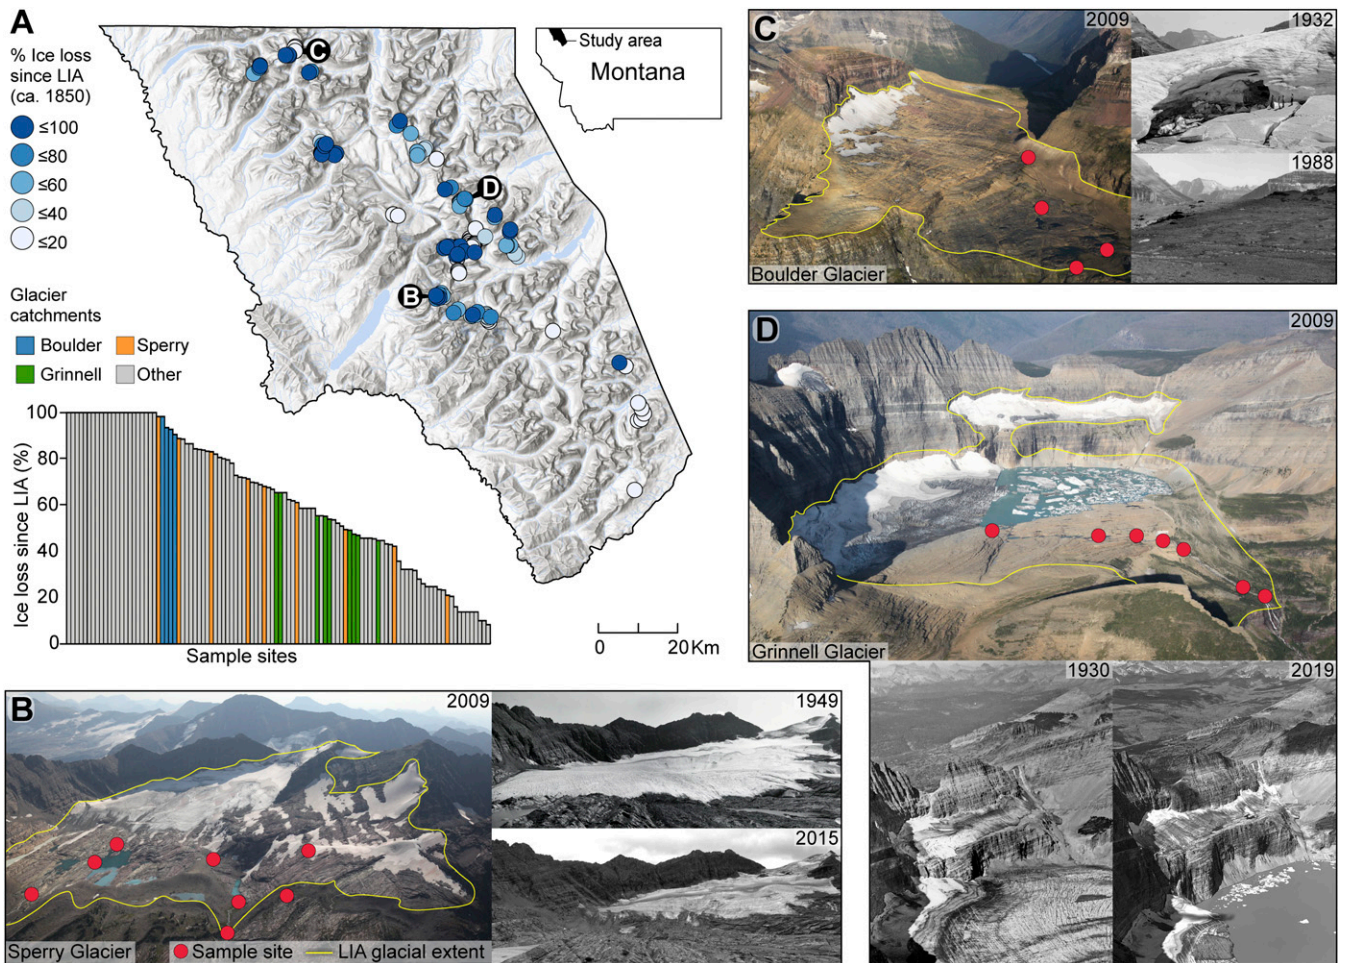 A
% Ice loss
since LIA
(ca. 1850)
≤100
≤80
≤60
≤40
≤20
Glacier
catchments
Boulder
Sperry
Grinnell
Other
C
D
B
Study area
Montana
100
80
60
40
20
0
Ice loss since LIA (%)
Sample sites
0
20 Km
B
2009
1949
2015
Sperry Glacier
Sample site
LIA glacial extent
C
2009
1932
1988
Boulder Glacier
D
2009
Grinnell Glacier
1930
2019